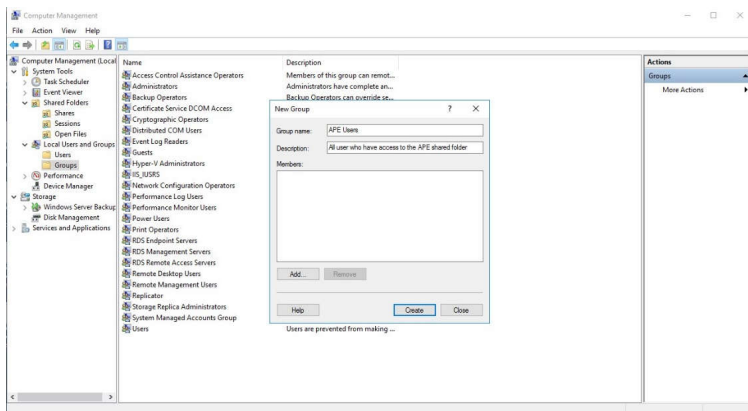 Computer Management
File Action View Help
Computer Management (Local
System Tools
Task Scheduler
Event Viewer
Shared Folders
Shares
Sessions
Open Files
Local Users and Groups
Users
Groups
Performance
Device Manager
Storage
Windows Server Backup
Disk Management
Services and Applications
Name Description
Access Control Assistance Operators Members of this group can remot...
Administrators Administrators have complete an...
Backup Operators Backup Operators can override se...
Certificate Service DCOM Access
Cryptographic Operators
Distributed COM Users
Event Log Readers
Guests
Hyper-V Administrators
IIS_IUSRS
Network Configuration Operators
Performance Log Users
Performance Monitor Users
Power Users
Print Operators
RDS Endpoint Servers
RDS Management Servers
RDS Remote Access Servers
Remote Desktop Users
Remote Management Users
Replicator
Storage Replica Administrators
System Managed Accounts Group
Users Users are prevented from making ...
New Group ? X
Group name: APE Users
Description: All user who have access to the APE shared folder
Members:
Add... Remove
Help Create Close
Actions
Groups
More Actions